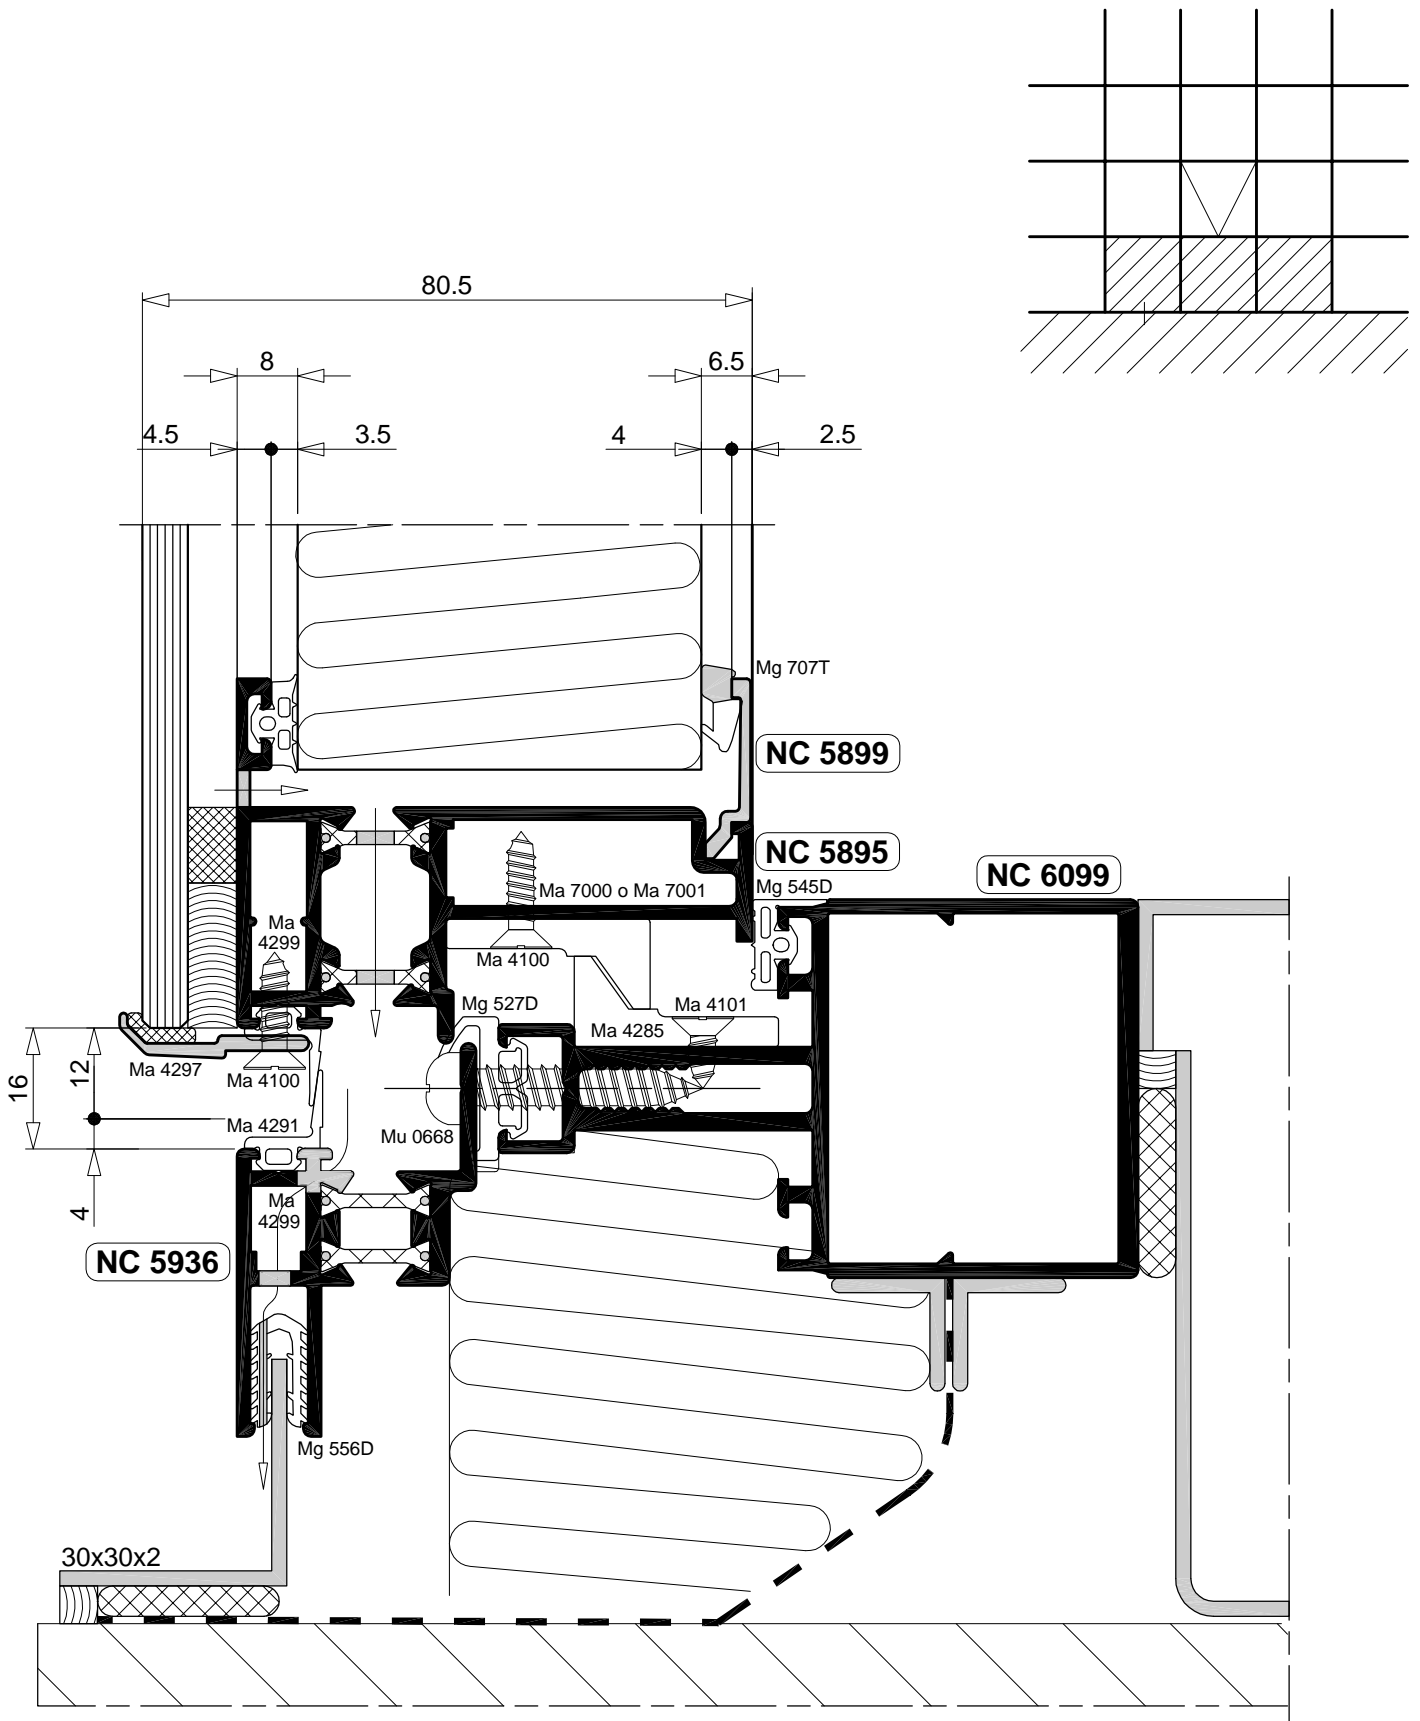 80.5
8
6.5
4.5
3.5
4
2.5
Mg 707T
NC 5899
NC 5895
NC 6099
Ma 7000 o Ma 7001
Mg 545D
Ma
4299
Ma 4100
Mg 527D
Ma 4101
Ma 4285
Ma 4297
Ma 4100
16
12
Ma 4291
Mu 0668
4
Ma
4299
NC 5936
Mg 556D
30x30x2